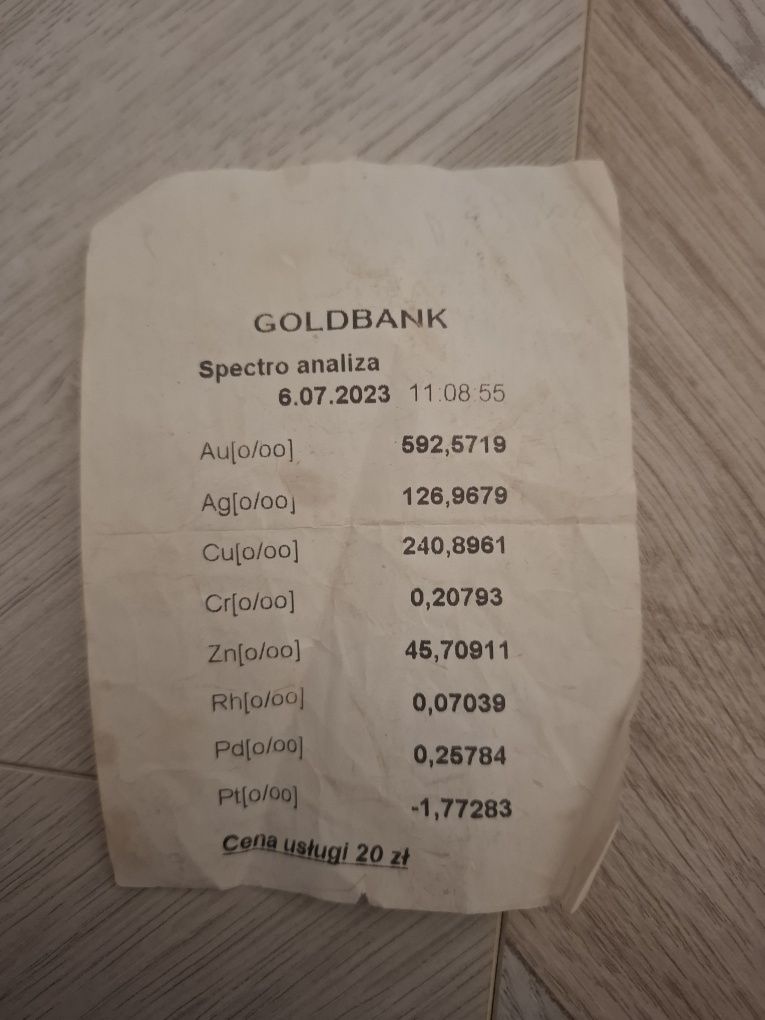 GOLDBANK
Spectro analiza
6.07.2023 11:08:55
Au[o/oo] 592,5719
Ag[o/oo] 126,9679
Cu[o/oo] 240,8961
Cr[o/oo] 0,20793
Zn[o/oo] 45,70911
Rh[o/oo] 0,07039
Pd[o/oo] 0,25784
Pt[o/oo] -1,77283
Cena usługi 20 zł